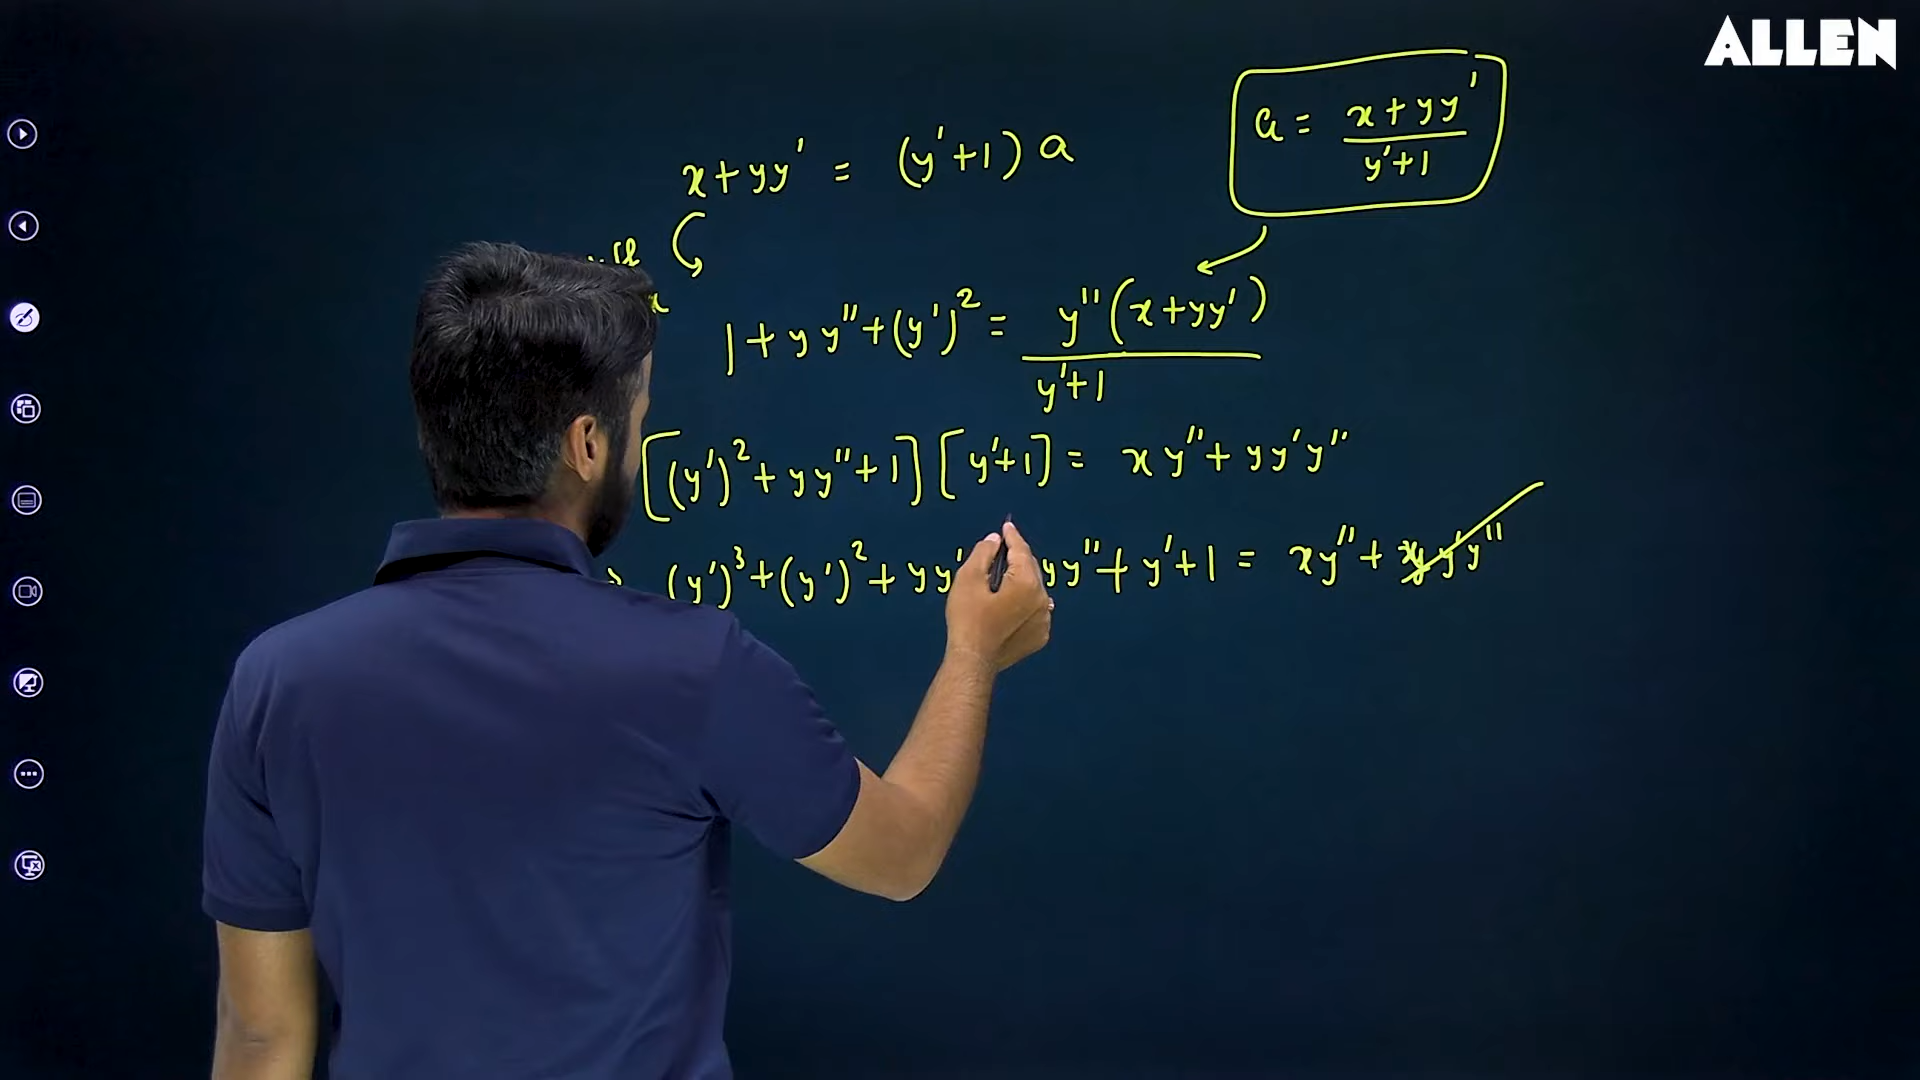 ALLEN
x + yy' = (y'+1) a
a = (x + yy')/(y'+1)
1 + y y'' + (y')² = y''(x + yy')/(y'+1)
[(y')² + yy'' + 1] [y'+1] = xy'' + yy'y''
(y')³ + (y')² + yy' yy'' + y' + 1 = xy'' + yy'y''